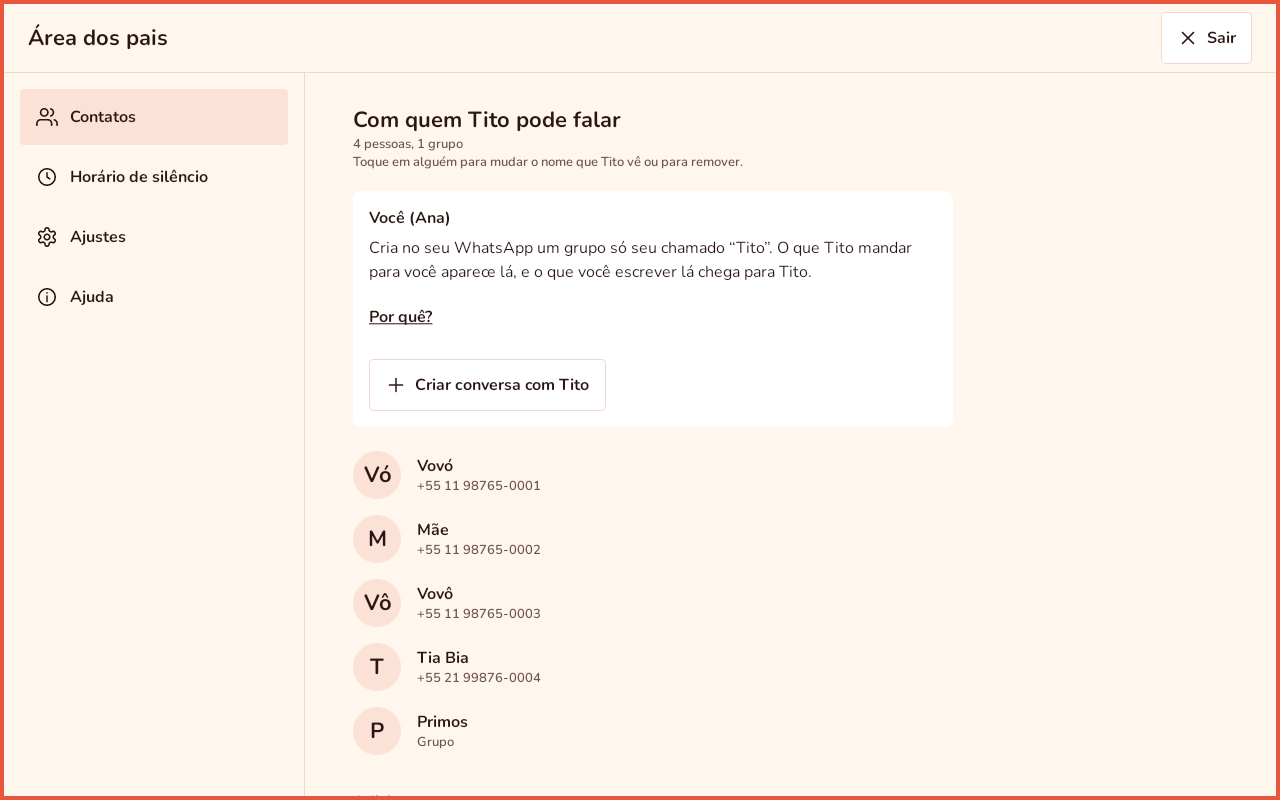 Área dos pais
Sair
Contatos
Horário de silêncio
Ajustes
Ajuda
Com quem Tito pode falar
4 pessoas, 1 grupo
Toque em alguém para mudar o nome que Tito vê ou para remover.
Você (Ana)
Cria no seu WhatsApp um grupo só seu chamado “Tito”. O que Tito mandar
para você aparece lá, e o que você escrever lá chega para Tito.
Por quê?
Criar conversa com Tito
Vó
Vovó
+55 11 98765-0001
M
Mãe
+55 11 98765-0002
Vô
Vovô
+55 11 98765-0003
T
Tia Bia
+55 21 99876-0004
P
Primos
Grupo